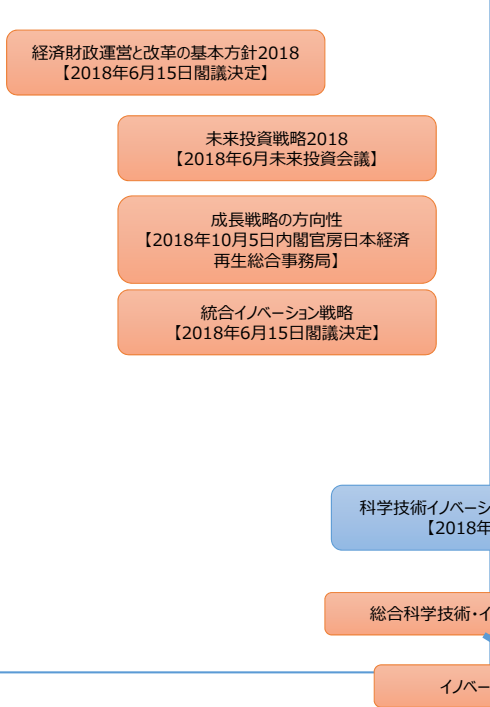 経済財政運営と改革の基本方針2018
【2018年6月15日閣議決定】
未来投資戦略2018
【2018年6月未来投資会議】
成長戦略の方向性
【2018年10月5日内閣官房日本経済
再生総合事務局】
統合イノベーション戦略
【2018年6月15日閣議決定】
科学技術イノベーシ
【2018年
総合科学技術・イ
イノベー